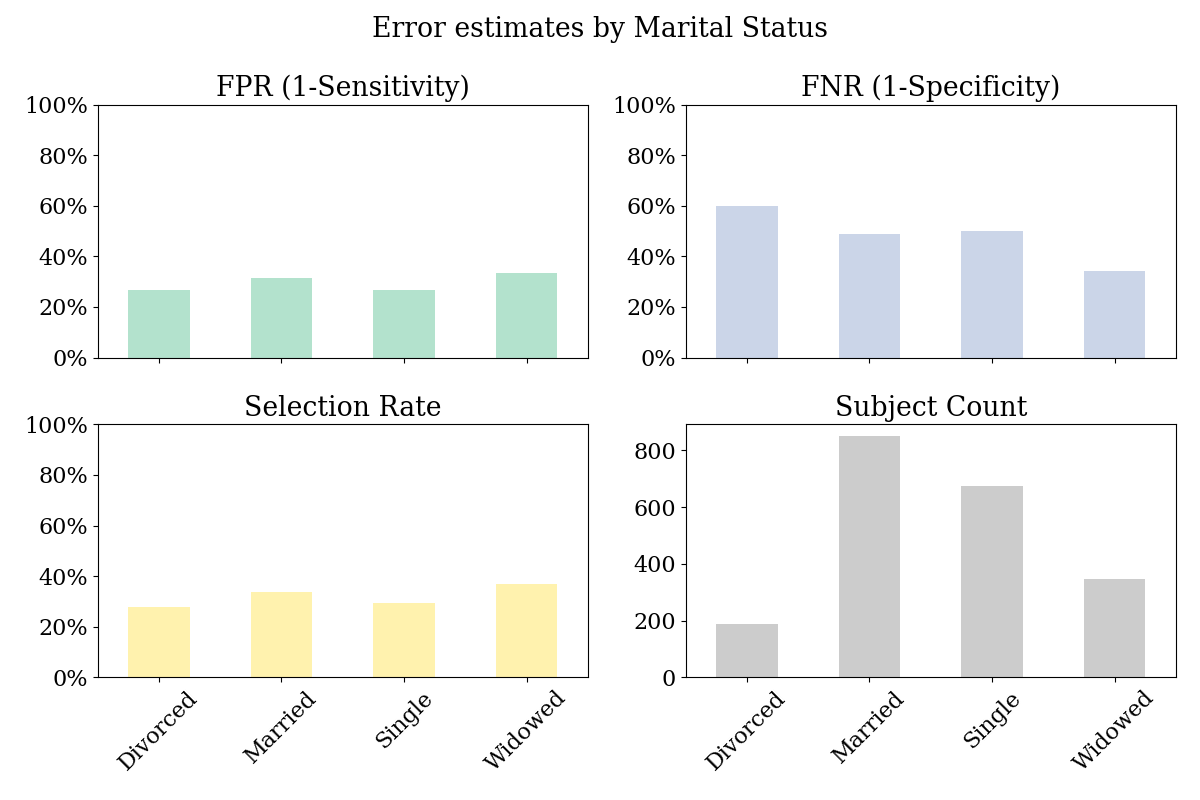 Error estimates by Marital Status
FPR (1-Sensitivity)
100%
80%
60%
40%
20%
0%
FNR (1-Specificity)
100%
80%
60%
40%
20%
0%
Selection Rate
100%
80%
60%
40%
20%
0%
Divorced
Married
Single
Widowed
Subject Count
800
600
400
200
0
Divorced
Married
Single
Widowed